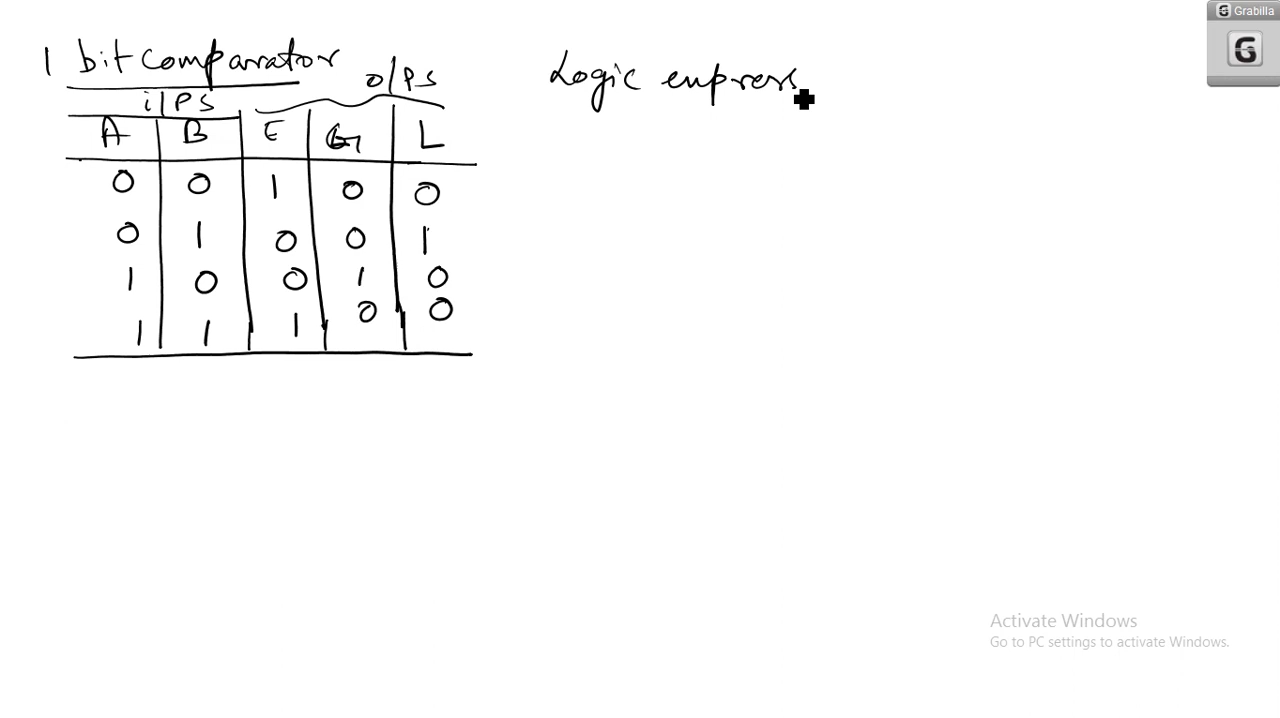 Grabilla
1 bit comparator
Logic express
i/PS
o/PS
A B E G L
0 0 1 0 0
0 1 0 0 1
1 0 0 1 0
1 1 1 0 0
Activate Windows
Go to PC settings to activate Windows.